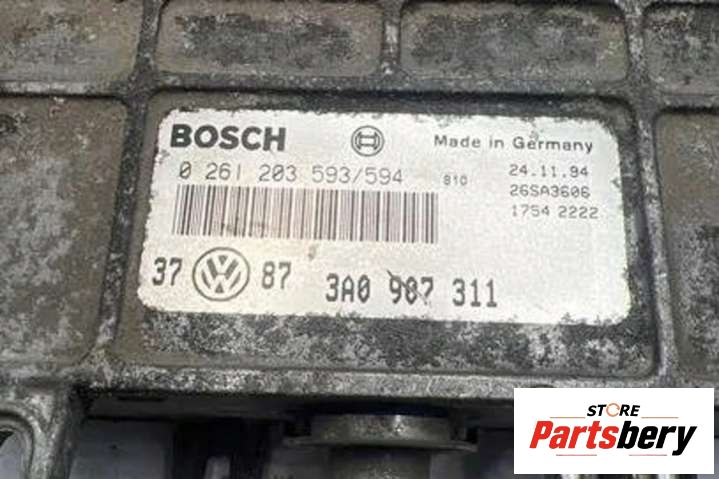 BOSCH Made in Germany
0 261 203 593/594 810 24.11.94
26SA3606
1754 2222
37 VW 87 3A0 907 311
STORE
Partsbery